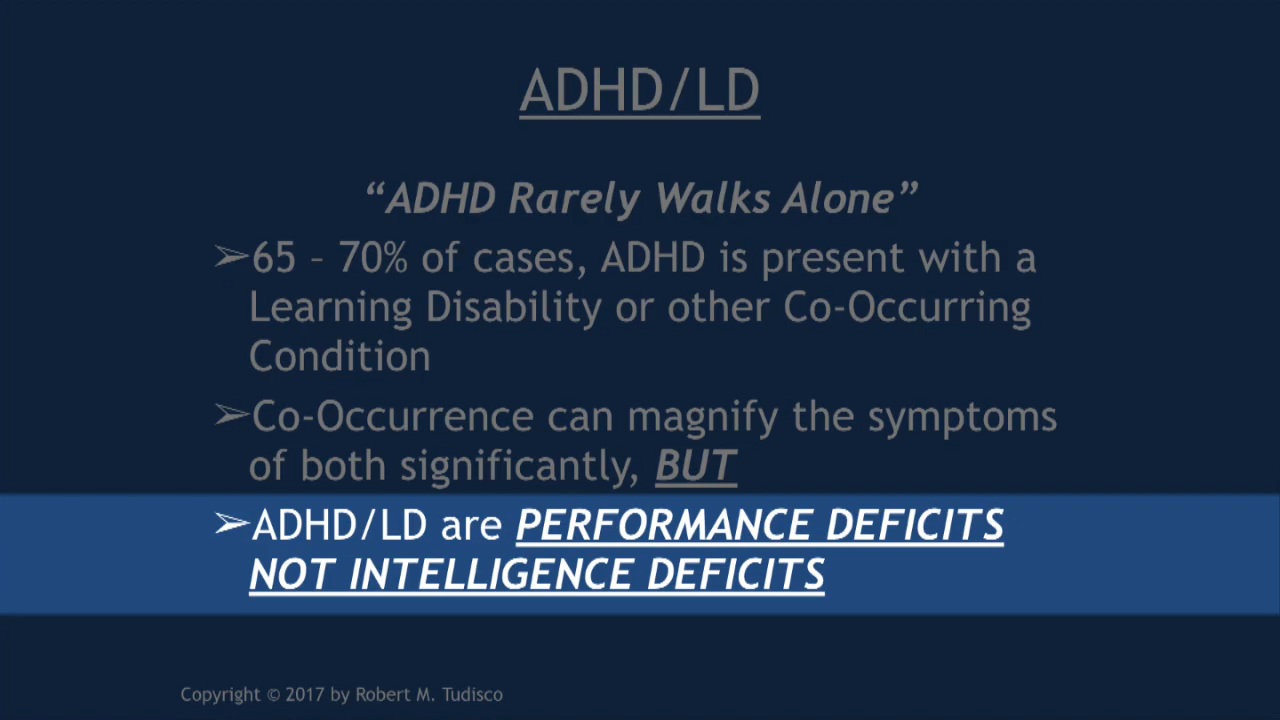 ADHD/LD
“ADHD Rarely Walks Alone”
➢65 – 70% of cases, ADHD is present with a
Learning Disability or other Co-Occurring
Condition
➢Co-Occurrence can magnify the symptoms
of both significantly, BUT
➢ADHD/LD are PERFORMANCE DEFICITS
NOT INTELLIGENCE DEFICITS
Copyright © 2017 by Robert M. Tudisco